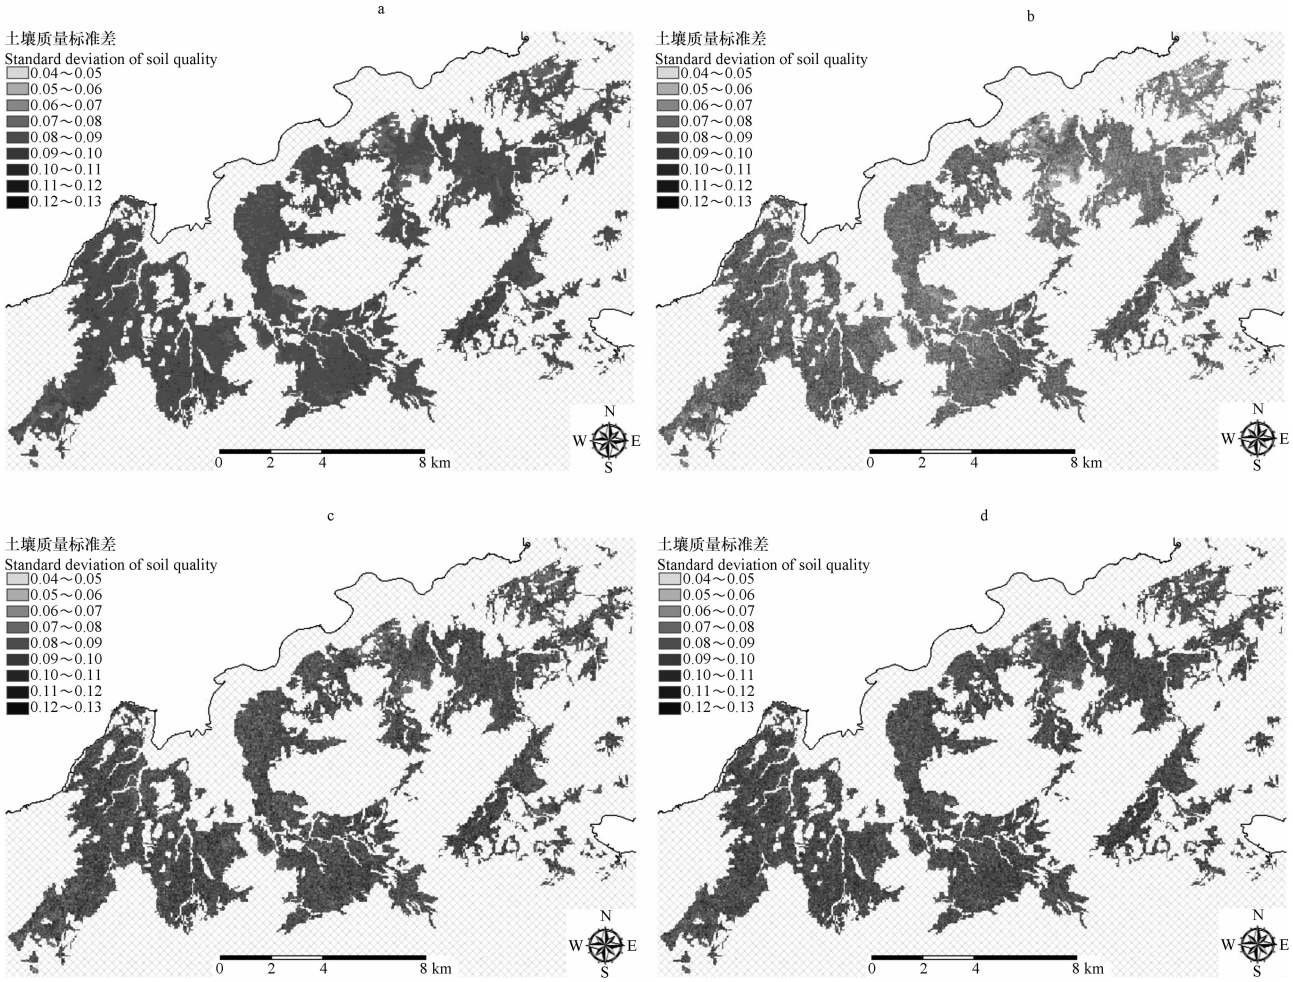 a
土壤质量标准差
Standard deviation of soil quality
0.04～0.05
0.05～0.06
0.06～0.07
0.07～0.08
0.08～0.09
0.09～0.10
0.10～0.11
0.11～0.12
0.12～0.13
N
W E
S
0 2 4 8 km
b
土壤质量标准差
Standard deviation of soil quality
0.04～0.05
0.05～0.06
0.06～0.07
0.07～0.08
0.08～0.09
0.09～0.10
0.10～0.11
0.11～0.12
0.12～0.13
N
W E
S
0 2 4 8 km
c
土壤质量标准差
Standard deviation of soil quality
0.04～0.05
0.05～0.06
0.06～0.07
0.07～0.08
0.08～0.09
0.09～0.10
0.10～0.11
0.11～0.12
0.12～0.13
N
W E
S
0 2 4 8 km
d
土壤质量标准差
Standard deviation of soil quality
0.04～0.05
0.05～0.06
0.06～0.07
0.07～0.08
0.08～0.09
0.09～0.10
0.10～0.11
0.11～0.12
0.12～0.13
N
W E
S
0 2 4 8 km